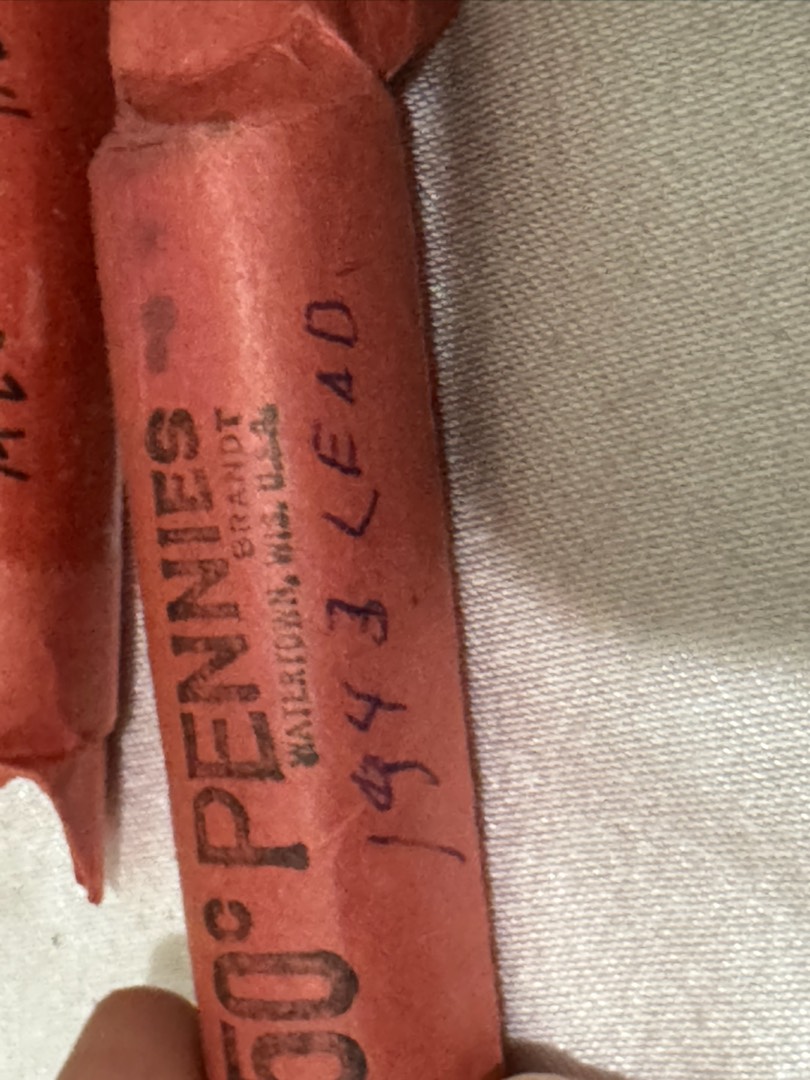 50¢ PENNIES
BRANDT
WATERTOWN, WIS. U.S.A.
1943 LEAD